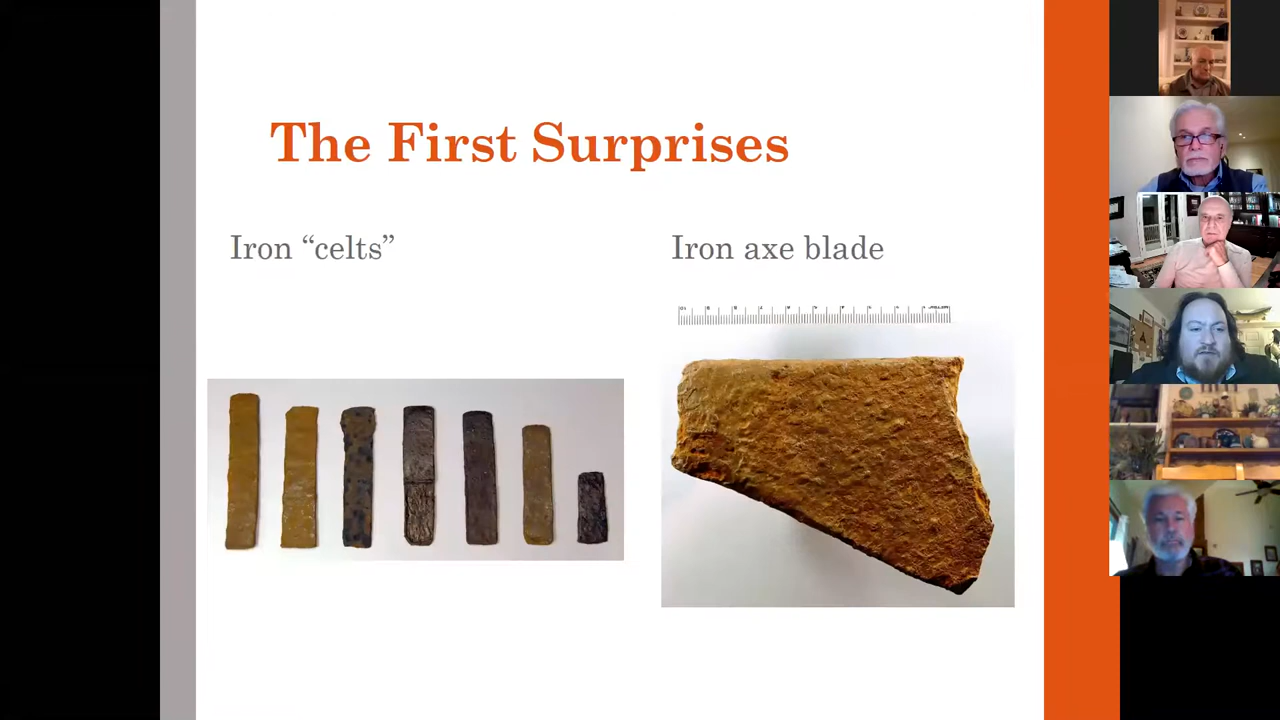 The First Surprises
Iron “celts”
Iron axe blade